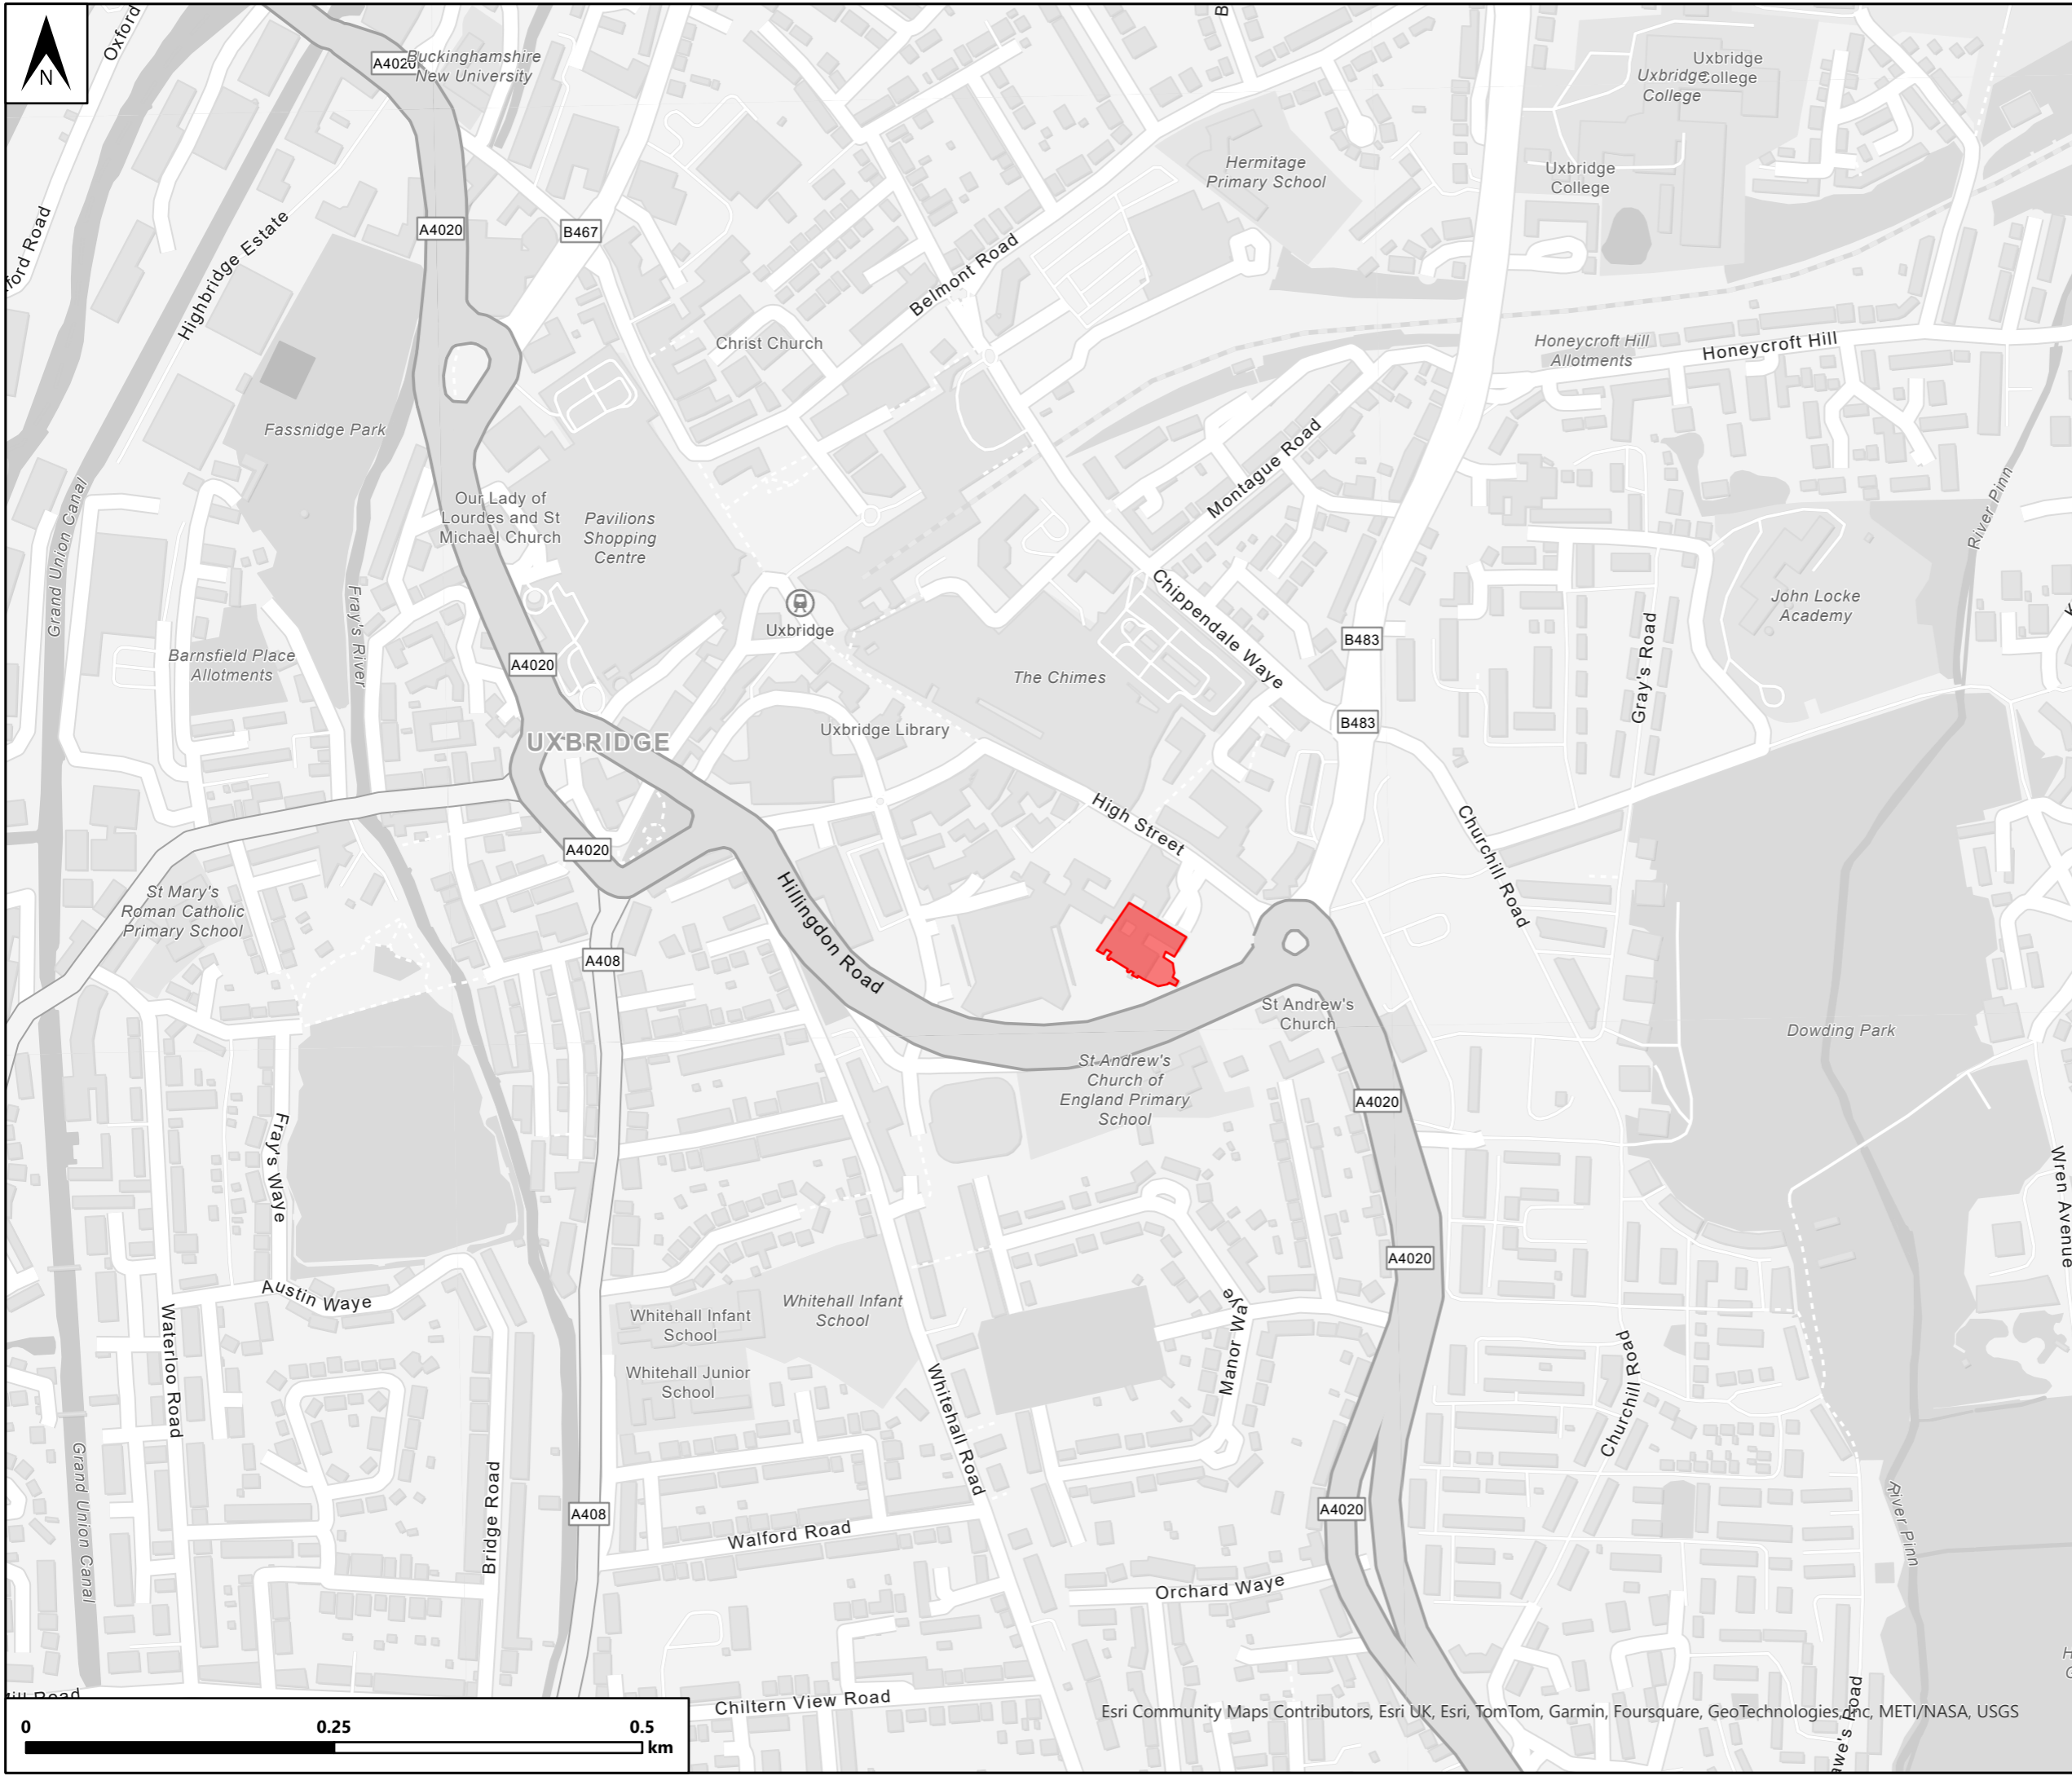 N
Oxford
A4020
Buckinghamshire
New University
B
Uxbridge
College
Uxbridge
College
Hermitage
Primary School
Uxbridge
College
A4020
B467
Highbridge Estate
Belmont Road
Christ Church
Honeycroft Hill
Allotments
Honeycroft Hill
Fassnidge Park
Montague Road
Our Lady of
Lourdes and St
Michael Church
Pavilions
Shopping
Centre
Grand Union Canal
Fray's River
River Pinn
Chippendale Waye
John Locke
Academy
Uxbridge
Barnsfield Place
Allotments
A4020
The Chimes
B483
Gray's Road
B483
UXBRIDGE
Uxbridge Library
High Street
A4020
Churchill Road
St Mary's
Roman Catholic
Primary School
Hillingdon Road
A408
St Andrew's
Church
Dowding Park
St Andrew's
Church of
England Primary
School
A4020
Fray's Waye
Wren Avenue
A4020
Austin Waye
Whitehall Infant
School
Whitehall Infant
School
Waterloo Road
Manor Waye
Churchill Road
Whitehall Junior
School
Whitehall Road
Grand Union Canal
Bridge Road
A408
A4020
Walford Road
River Pinn
Orchard Waye
Chiltern View Road
Esri Community Maps Contributors, Esri UK, Esri, TomTom, Garmin, Foursquare, GeoTechnologies, Inc, METI/NASA, USGS
0 0.25 0.5
km